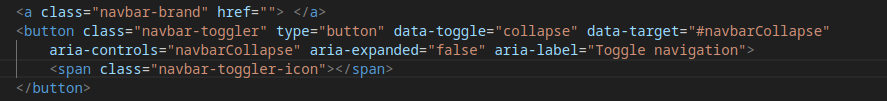 <a class="navbar-brand" href=""> </a>
<button class="navbar-toggler" type="button" data-toggle="collapse" data-target="#navbarCollapse"
aria-controls="navbarCollapse" aria-expanded="false" aria-label="Toggle navigation">
<span class="navbar-toggler-icon"></span>
</button>